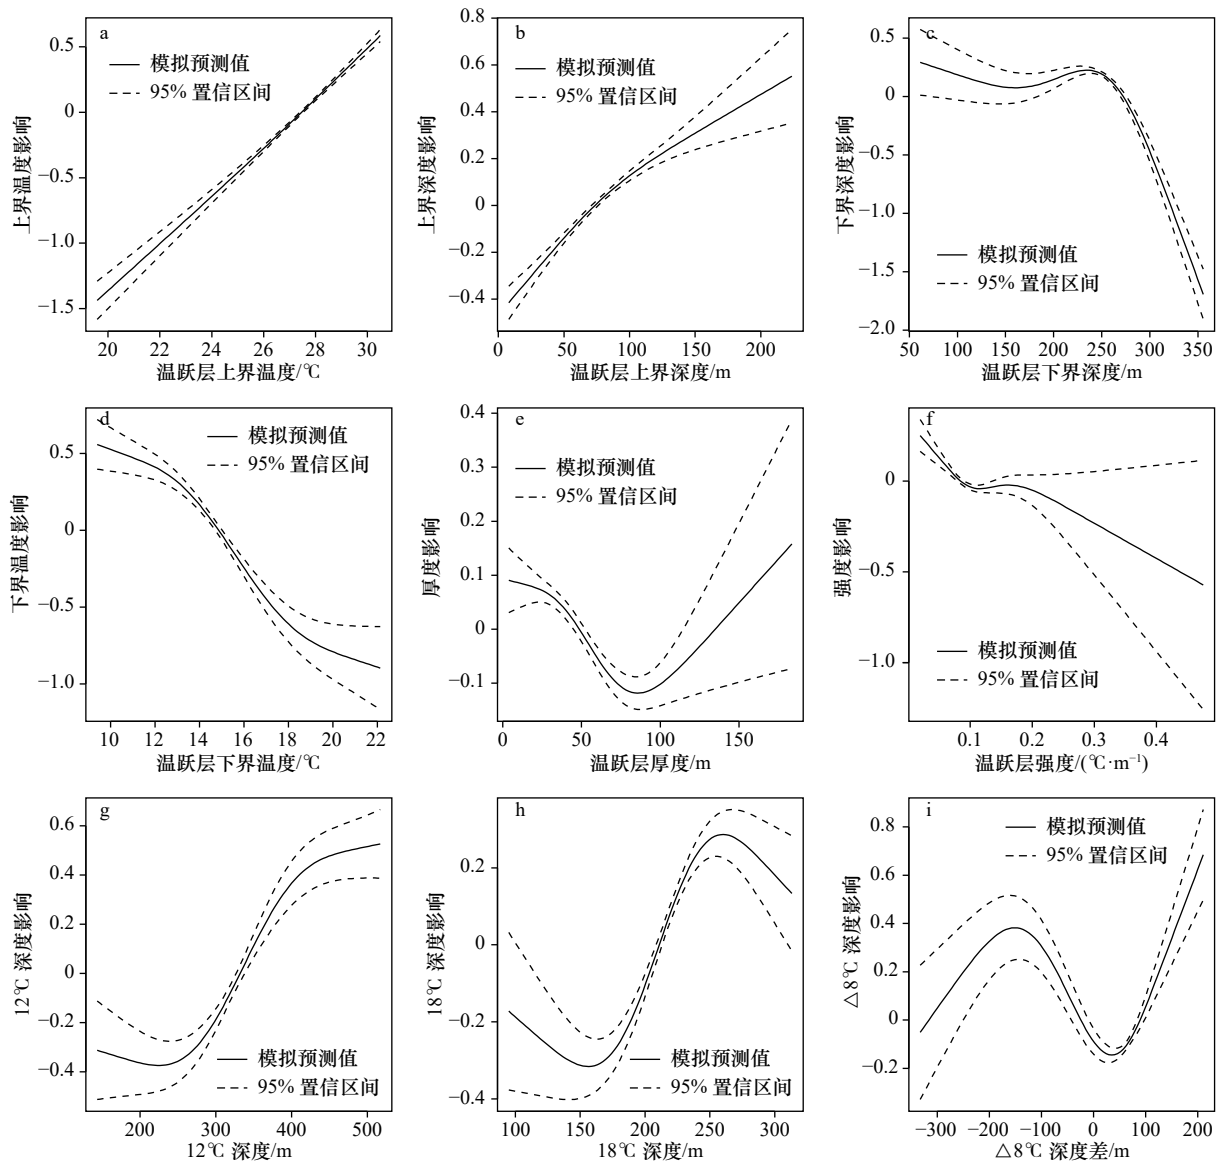 a
模拟预测值
95% 置信区间
0.5
0
−0.5
−1.0
−1.5
上界温度影响
20 22 24 26 28 30
温跃层上界温度/℃
b
模拟预测值
95% 置信区间
0.8
0.6
0.4
0.2
0
−0.2
−0.4
上界深度影响
0 50 100 150 200
温跃层上界深度/m
c
0.5
0
−0.5
−1.0
−1.5
−2.0
下界深度影响
模拟预测值
95% 置信区间
50 100 150 200 250 300 350
温跃层下界深度/m
d
模拟预测值
95% 置信区间
0.5
0
−0.5
−1.0
下界温度影响
10 12 14 16 18 20 22
温跃层下界温度/℃
e
模拟预测值
95% 置信区间
0.4
0.3
0.2
0.1
0
−0.1
厚度影响
0 50 100 150
温跃层厚度/m
f
0
−0.5
−1.0
强度影响
模拟预测值
95% 置信区间
0.1 0.2 0.3 0.4
温跃层强度/(℃·m⁻¹)
g
0.6
0.4
0.2
0
−0.2
−0.4
12℃ 深度影响
模拟预测值
95% 置信区间
200 300 400 500
12℃ 深度/m
h
0.2
0
−0.2
−0.4
18℃ 深度影响
模拟预测值
95% 置信区间
100 150 200 250 300
18℃ 深度/m
i
模拟预测值
95% 置信区间
0.8
0.6
0.4
0.2
0
−0.2
△8℃ 深度影响
−300 −200 −100 0 100 200
△8℃ 深度差/m